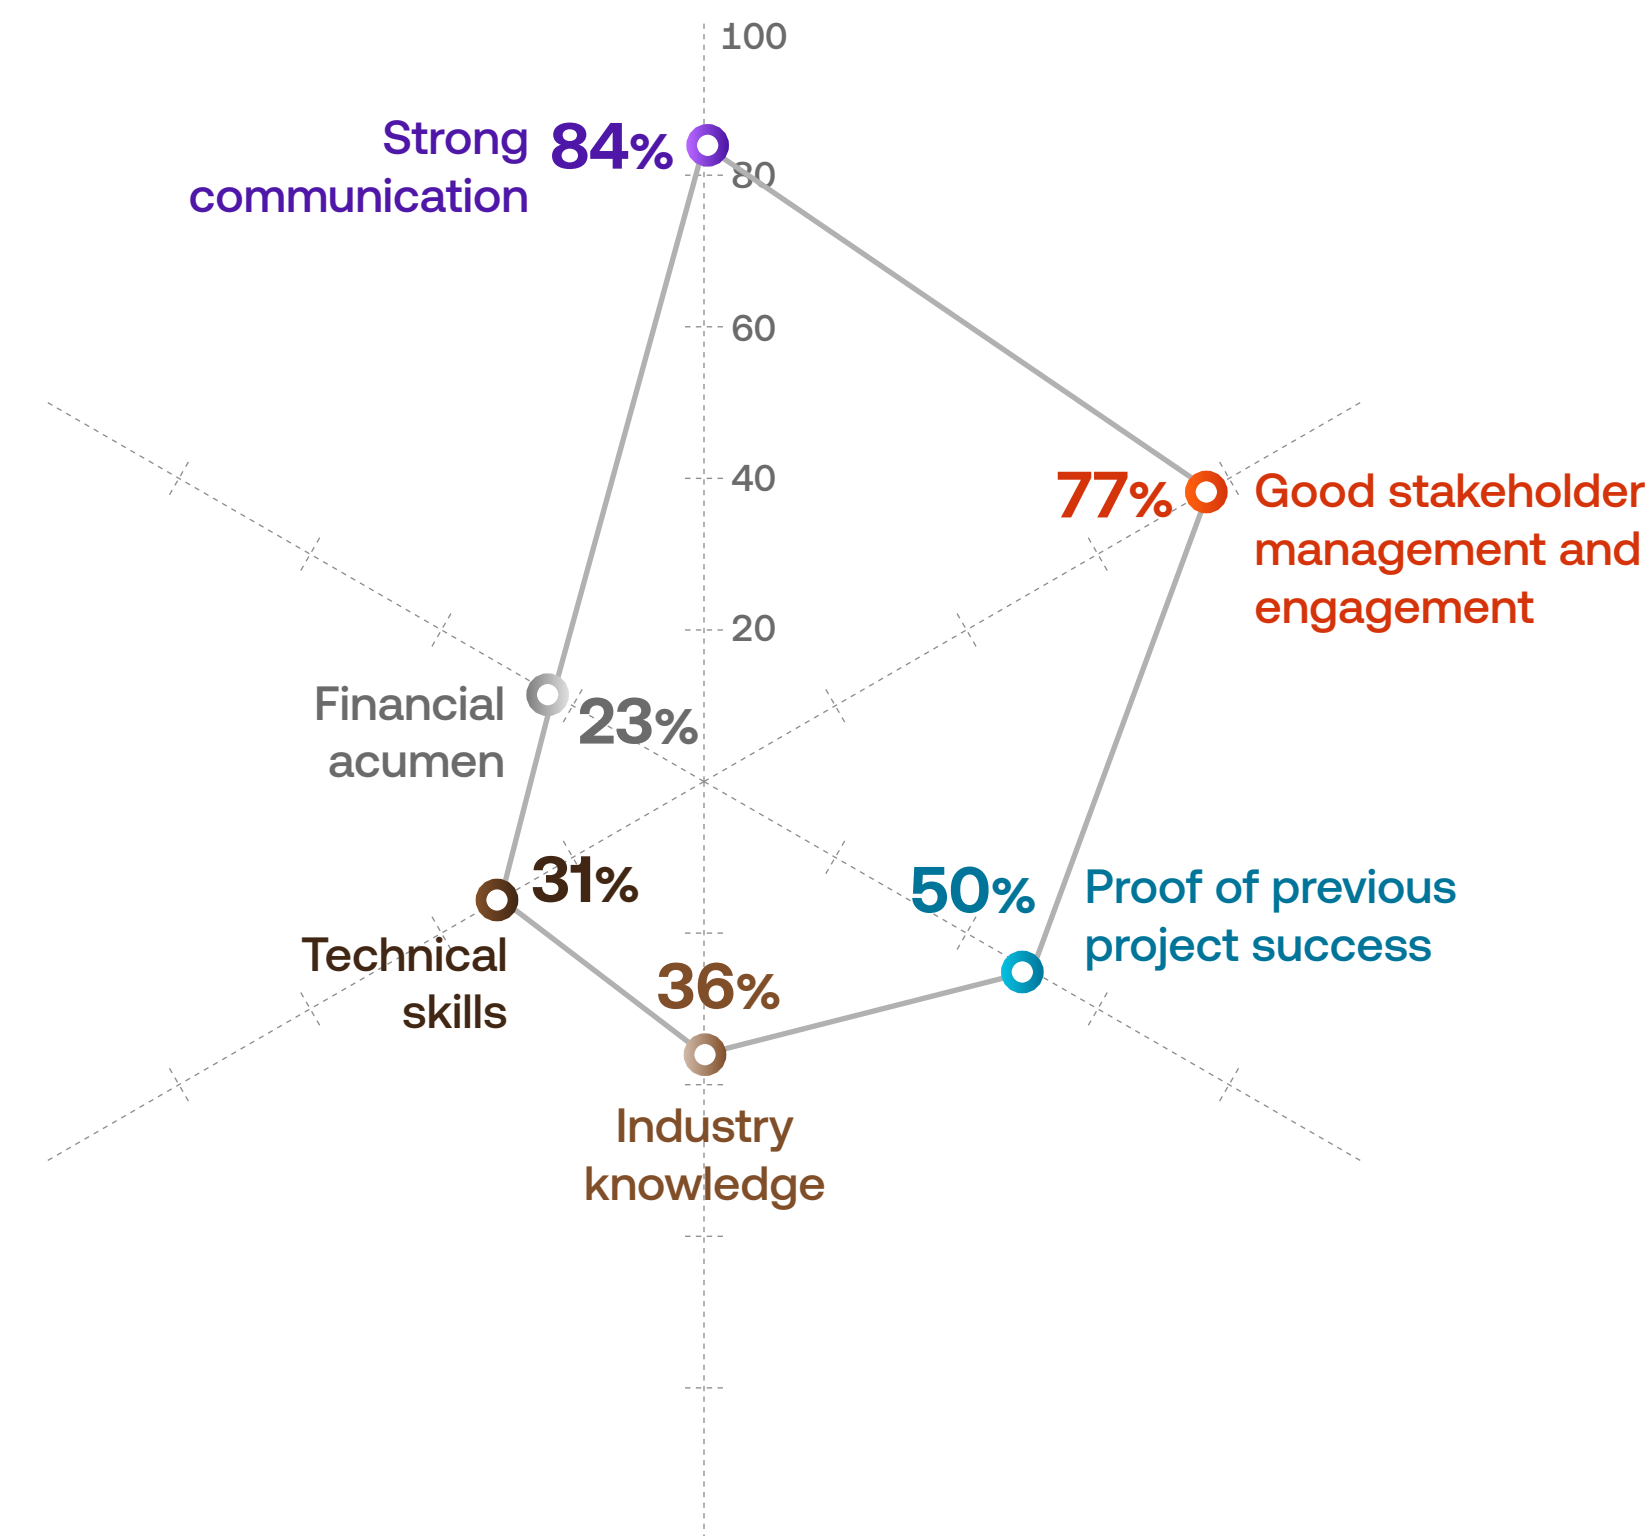 100
Strong
communication
84%
80
60
40
20
77%
Good stakeholder
management and
engagement
Financial
acumen
23%
31%
Technical
skills
50%
Proof of previous
project success
36%
Industry
knowledge